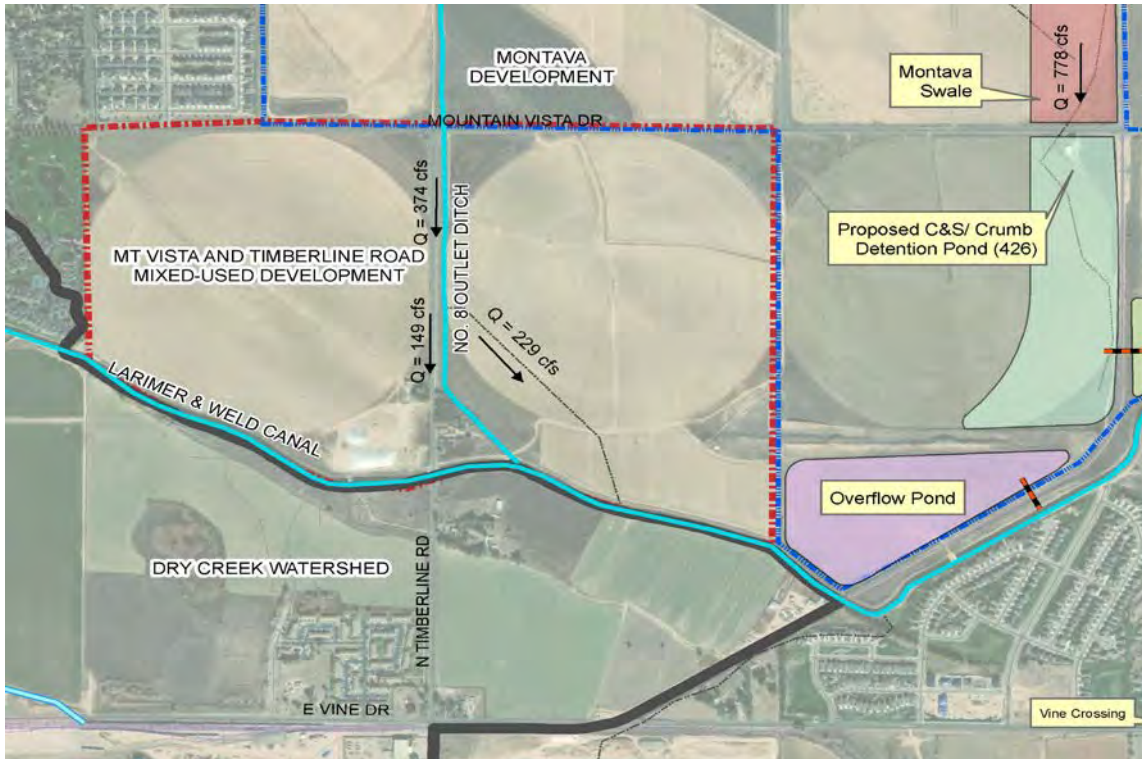 MONTAVA
DEVELOPMENT
Montava
Swale
Q = 778 cfs
MOUNTAIN VISTA DR
Q = 374 cfs
Proposed C&S/ Crumb
Detention Pond (426)
MT VISTA AND TIMBERLINE ROAD
MIXED-USED DEVELOPMENT
NO. 8 OUTLET DITCH
Q = 149 cfs
Q = 229 cfs
LARIMER & WELD CANAL
Overflow Pond
DRY CREEK WATERSHED
N TIMBERLINE RD
E VINE DR
Vine Crossing